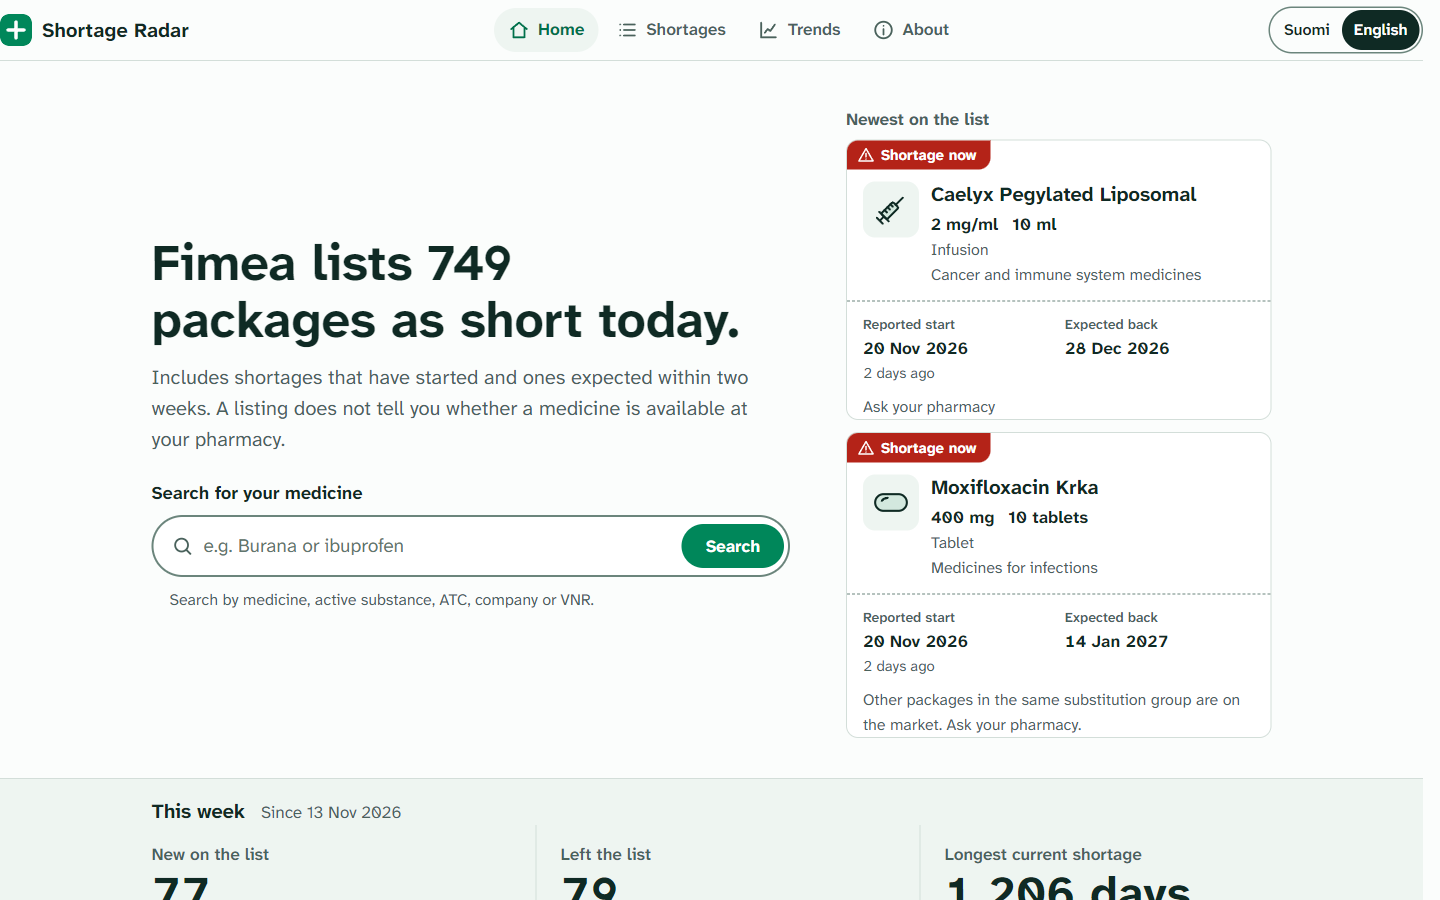 Shortage Radar
Home
Shortages
Trends
About
Suomi
English
Fimea lists 749
packages as short today.
Includes shortages that have started and ones expected within two
weeks. A listing does not tell you whether a medicine is available at
your pharmacy.
Search for your medicine
e.g. Burana or ibuprofen
Search
Search by medicine, active substance, ATC, company or VNR.
Newest on the list
Shortage now
Caelyx Pegylated Liposomal
2 mg/ml 10 ml
Infusion
Cancer and immune system medicines
Reported start
Expected back
20 Nov 2026
28 Dec 2026
2 days ago
Ask your pharmacy
Shortage now
Moxifloxacin Krka
400 mg 10 tablets
Tablet
Medicines for infections
Reported start
Expected back
20 Nov 2026
14 Jan 2027
2 days ago
Other packages in the same substitution group are on
the market. Ask your pharmacy.
This week Since 13 Nov 2026
New on the list
Left the list
Longest current shortage
77
79
1 206 days